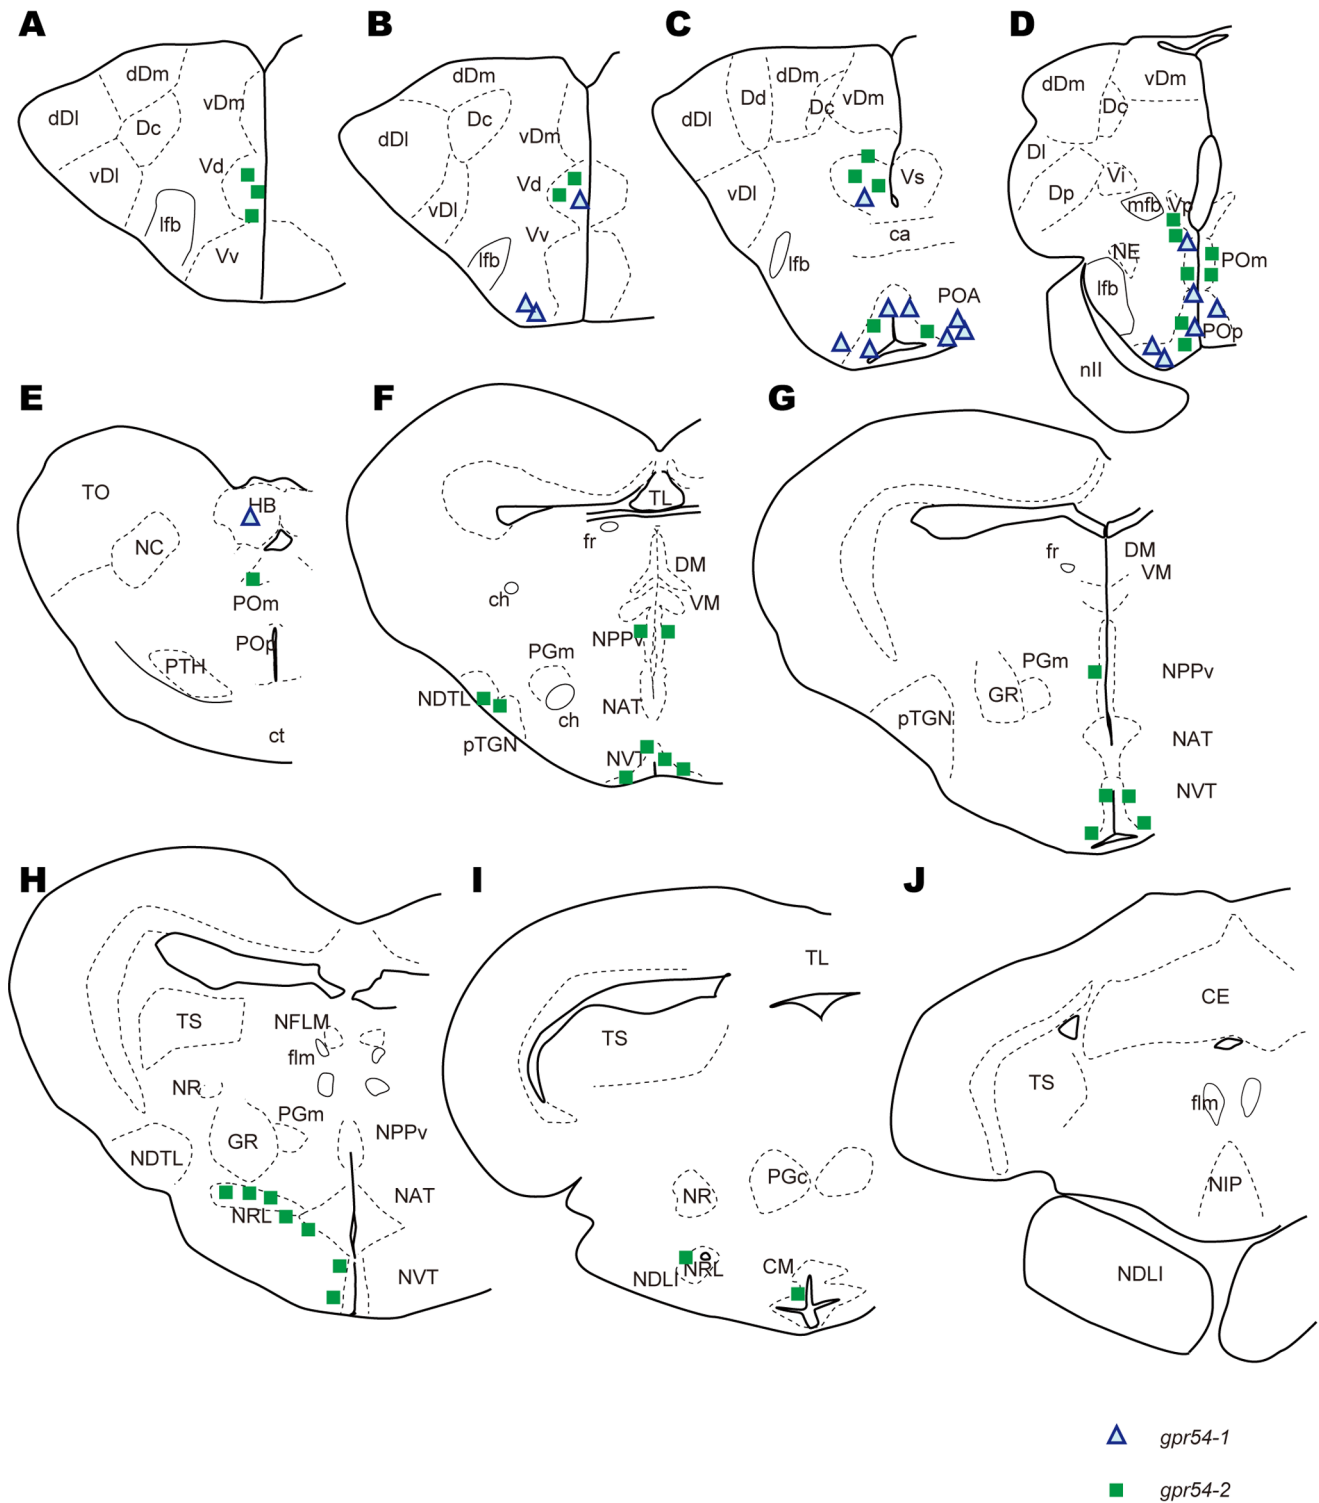 A
dDm
dDl
Dc
vDm
vDl
Vd
lfb
Vv
B
dDm
Dc
dDl
vDm
Vd
vDl
Vv
lfb
C
dDm
Dd
vDm
Dc
dDl
Vs
vDl
ca
lfb
POA
D
dDm
vDm
Dc
Dl
Vi
Dp
mfb
Vp
NE
POm
lfb
POp
nII
E
TO
HB
NC
POm
POp
PTH
ct
F
TL
fr
DM
ch
VM
NPPv
PGm
NDTL
NAT
ch
pTGN
NVT
G
fr
DM
VM
PGm
NPPv
GR
pTGN
NAT
NVT
H
TS
NFLM
flm
NR
PGm
NPPv
GR
NDTL
NAT
NRL
NVT
I
TL
TS
PGc
NR
CM
NRL
NDLI
J
CE
TS
flm
NIP
NDLI
gpr54-1
gpr54-2